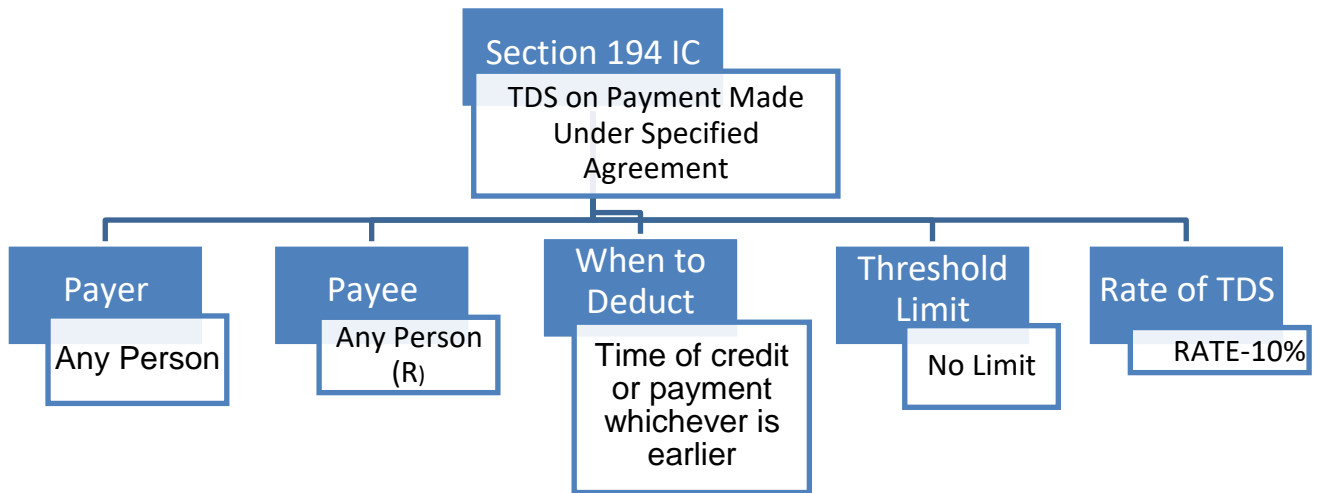 Section 194 IC
TDS on Payment Made
Under Specified
Agreement
Payer
Any Person
Payee
Any Person
(R)
When to
Deduct
Time of credit
or payment
whichever is
earlier
Threshold
Limit
No Limit
Rate of TDS
RATE-10%